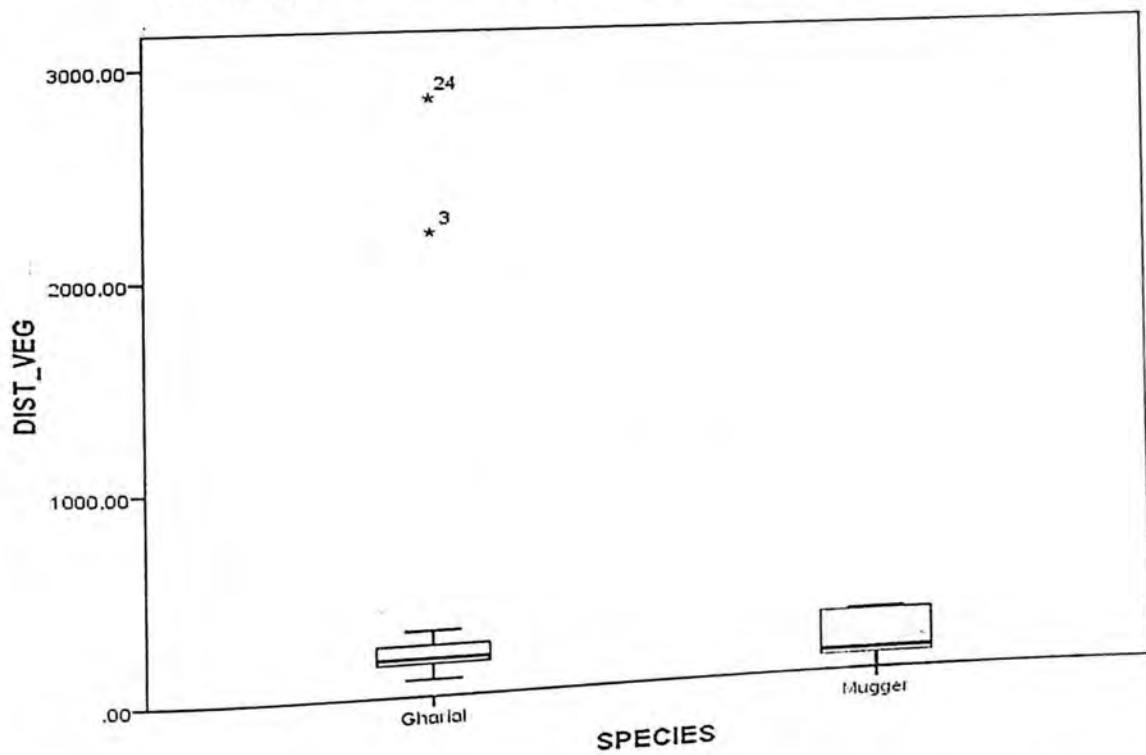 3000.00
24
3
2000.00
DIST_VEG
1000.00
.00
Gharial
Mugger
SPECIES